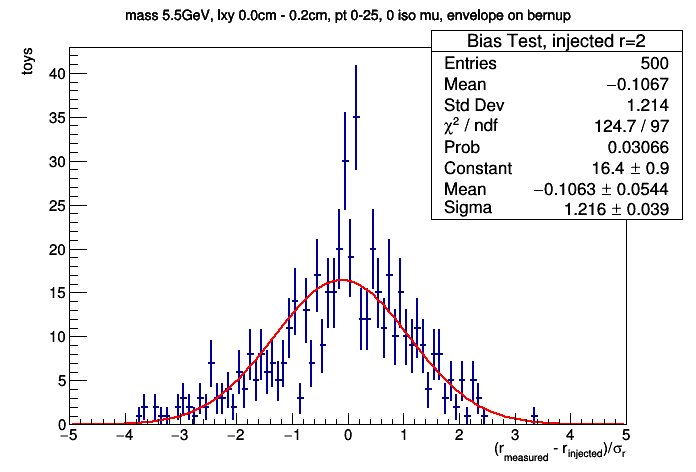 mass 5.5GeV, lxy 0.0cm - 0.2cm, pt 0-25, 0 iso mu, envelope on bernup
Bias Test, injected r=2
Entries 500
Mean −0.1067
Std Dev 1.214
χ² / ndf 124.7 / 97
Prob 0.03066
Constant 16.4 ± 0.9
Mean −0.1063 ± 0.0544
Sigma 1.216 ± 0.039
toys
40
35
30
25
20
15
10
5
0
−5 −4 −3 −2 −1 0 1 2 3 4 5
(r_measured - r_injected)/σ_r